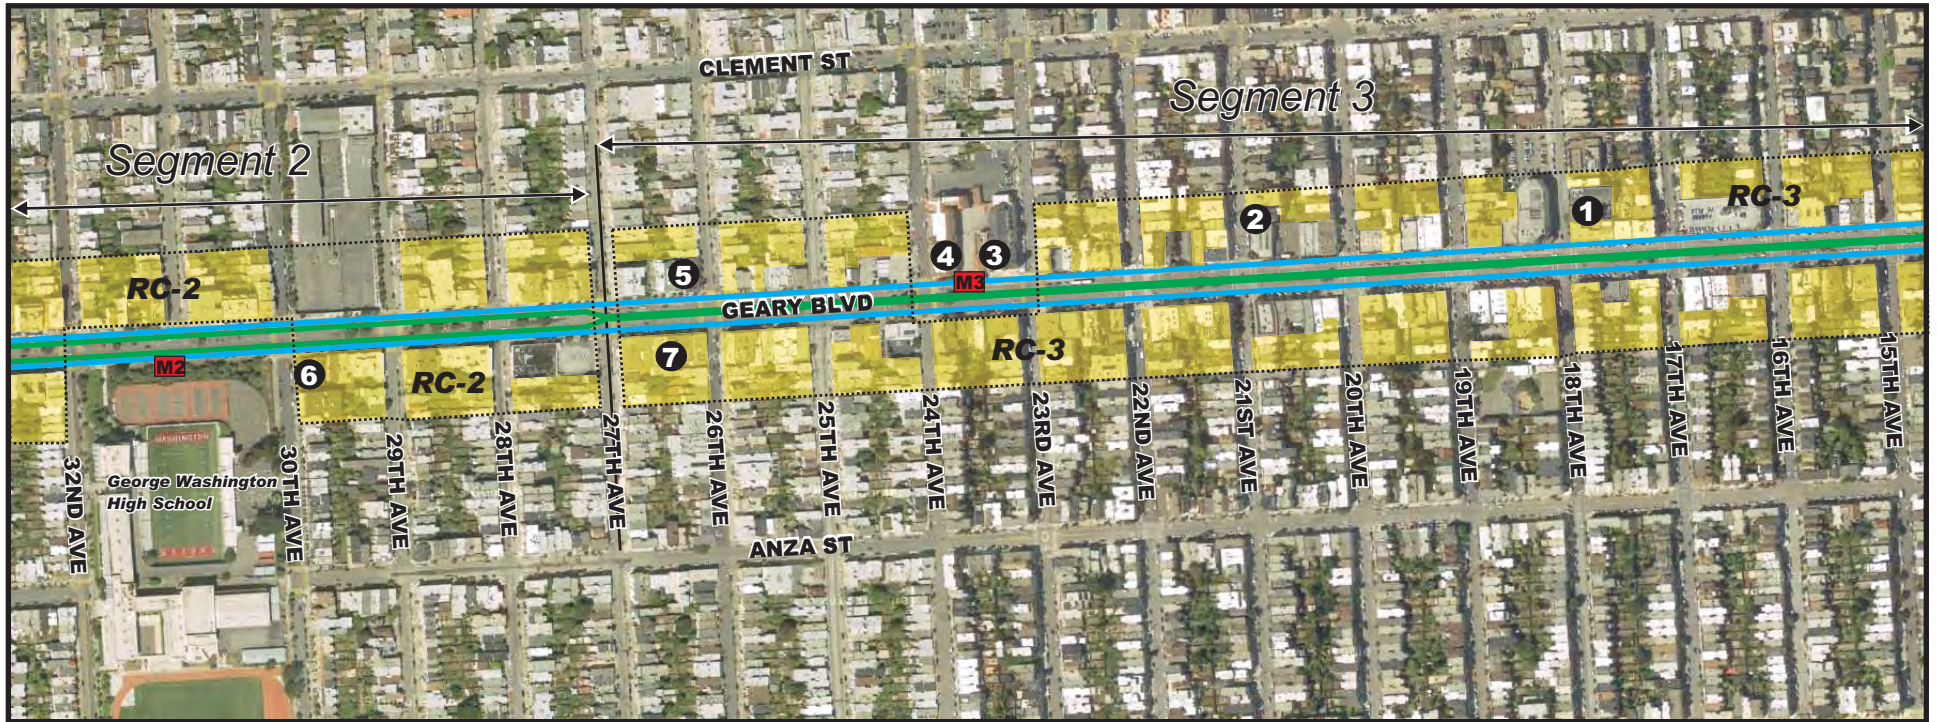 CLEMENT ST
Segment 3
Segment 2
RC-3
1
2
4
3
5
M3
RC-2
GEARY BLVD
RC-3
7
M2
6
RC-2
32ND AVE
30TH AVE
29TH AVE
28TH AVE
27TH AVE
26TH AVE
25TH AVE
24TH AVE
23RD AVE
22ND AVE
21ST AVE
20TH AVE
19TH AVE
18TH AVE
17TH AVE
16TH AVE
15TH AVE
WASHINGTON
George Washington
High School
ANZA ST